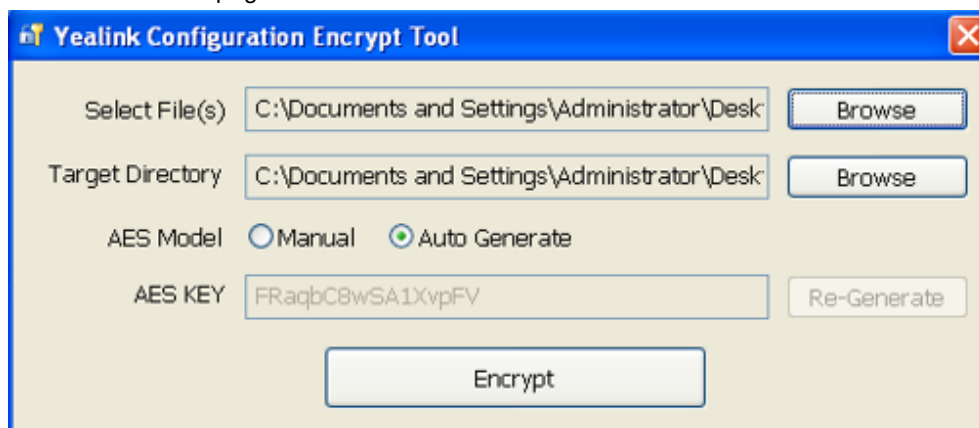 Yealink Configuration Encrypt Tool
Select File(s) C:\Documents and Settings\Administrator\Desk Browse
Target Directory C:\Documents and Settings\Administrator\Desk Browse
AES Model Manual Auto Generate
AES KEY FRaqbC8wSA1XvpFV Re-Generate
Encrypt